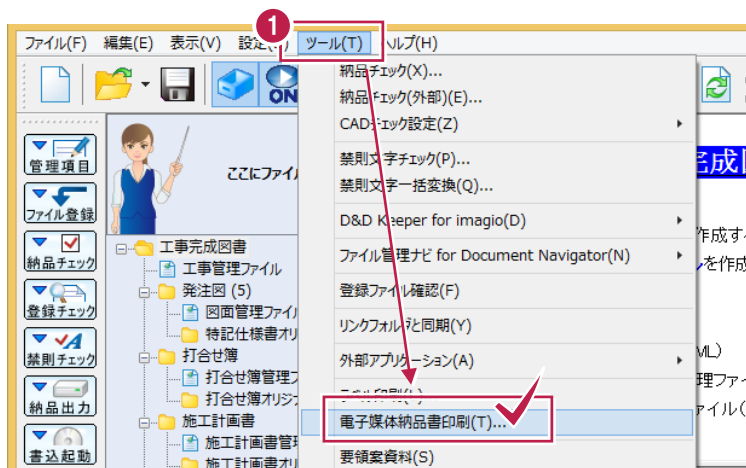 1
ファイル(F) 編集(E) 表示(V) ツール(T) ルプ(H)
ON
管理項目
ファイル登録
納品チェック
登録チェック
禁則チェック
納品出力
書込起動
ここにファイ
工事完成図書
工事管理ファイル
発注図 (5)
図面管理ファイ
特記仕様書オリ
打合せ簿
打合せ簿管理フ
打合せ簿オリジ
施工計画書
施工計画書管
施工計画書オリ
納品チェック(X)...
納品チェック(外部)(E)...
CADチェック設定(Z)
禁則文字チェック(P)...
禁則文字一括変換(Q)...
D&D Keeper for imagio(D)
ファイル管理ナビ for Document Navigator(N)
登録ファイル確認(F)
リンクフォルダと同期(Y)
外部アプリケーション(A)
電子媒体納品書印刷(T)...
要領案資料(S)
完成図
作成す
を作成
ML)
理ファイ
ァイル(